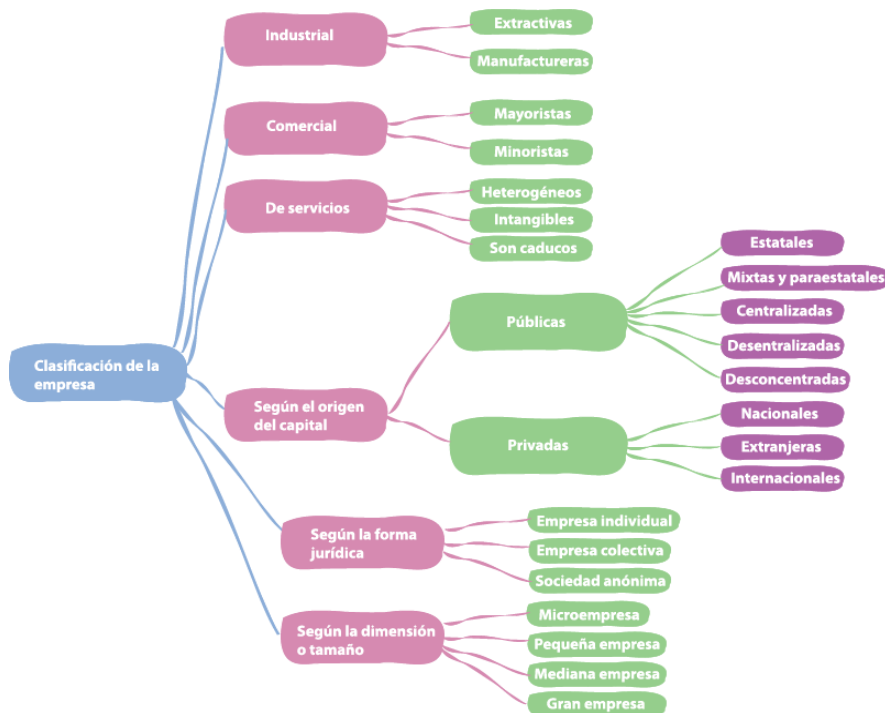 Clasificación de la
empresa
Industrial
Extractivas
Manufactureras
Comercial
Mayoristas
Minoristas
De servicios
Heterogéneos
Intangibles
Son caducos
Según el origen
del capital
Públicas
Estatales
Mixtas y paraestatales
Centralizadas
Desentralizadas
Desconcentradas
Privadas
Nacionales
Extranjeras
Internacionales
Según la forma
jurídica
Empresa individual
Empresa colectiva
Sociedad anónima
Según la dimensión
o tamaño
Microempresa
Pequeña empresa
Mediana empresa
Gran empresa